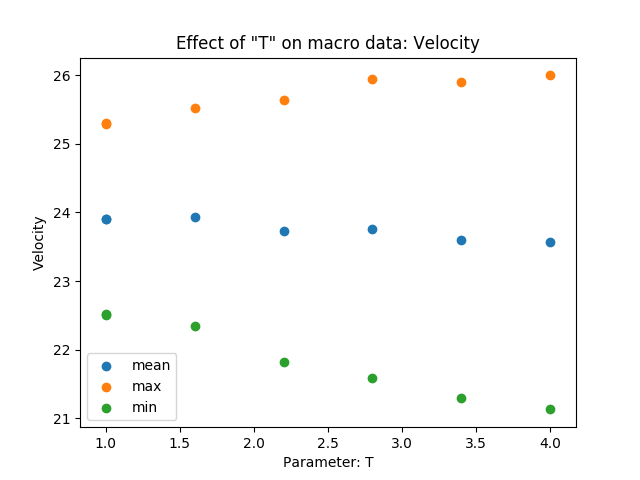 Effect of "T" on macro data: Velocity
26
25
24
23
22
21
Velocity
mean
max
min
1.0
1.5
2.0
2.5
3.0
3.5
4.0
Parameter: T